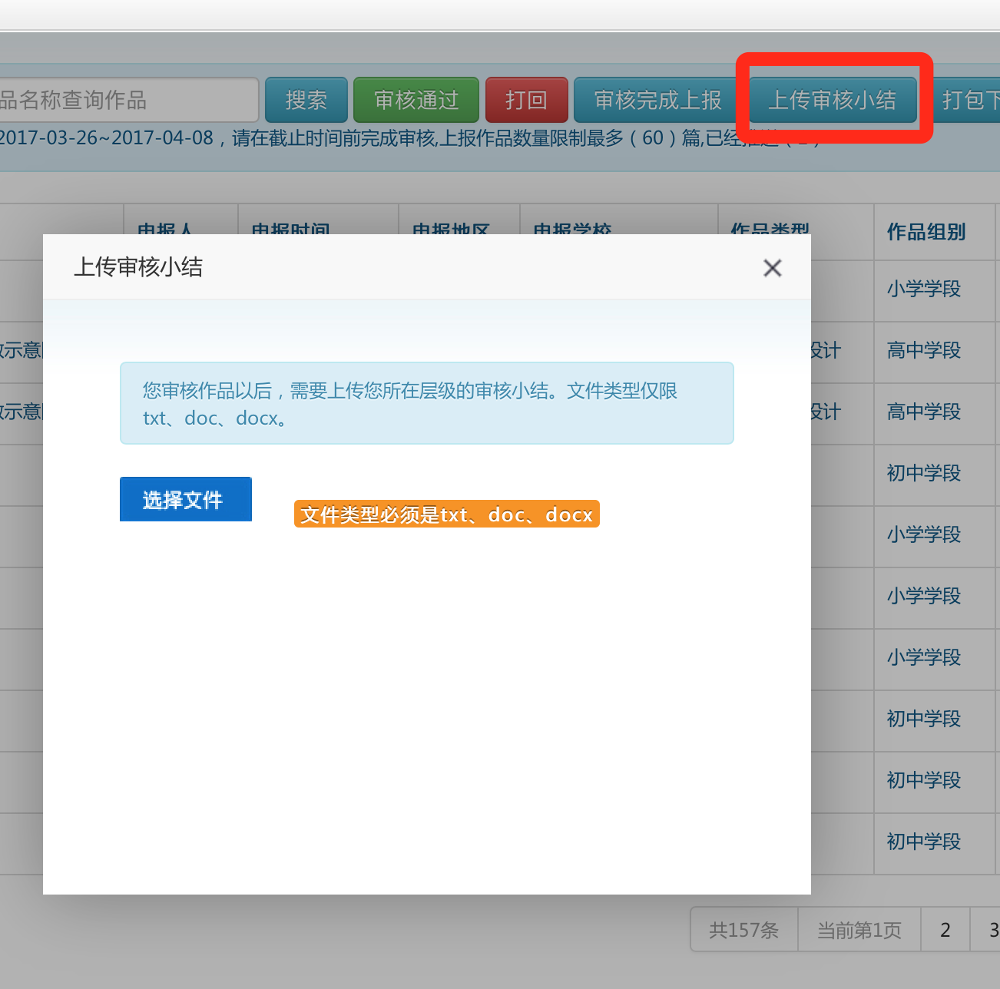 品名称查询作品 搜索 审核通过 打回 审核完成上报 上传审核小结 打包下
2017-03-26~2017-04-08，请在截止时间前完成审核,上报作品数量限制最多（60）篇,已经推送（
申报人 申报时间 申报地区 申报学校 作品类型 作品组别
上传审核小结
小学学段
示意 设计 高中学段
您审核作品以后，需要上传您所在层级的审核小结。文件类型仅限
txt、doc、docx。
示意 设计 高中学段
初中学段
选择文件
文件类型必须是txt、doc、docx
小学学段
小学学段
小学学段
初中学段
初中学段
初中学段
共157条 当前第1页 2 3